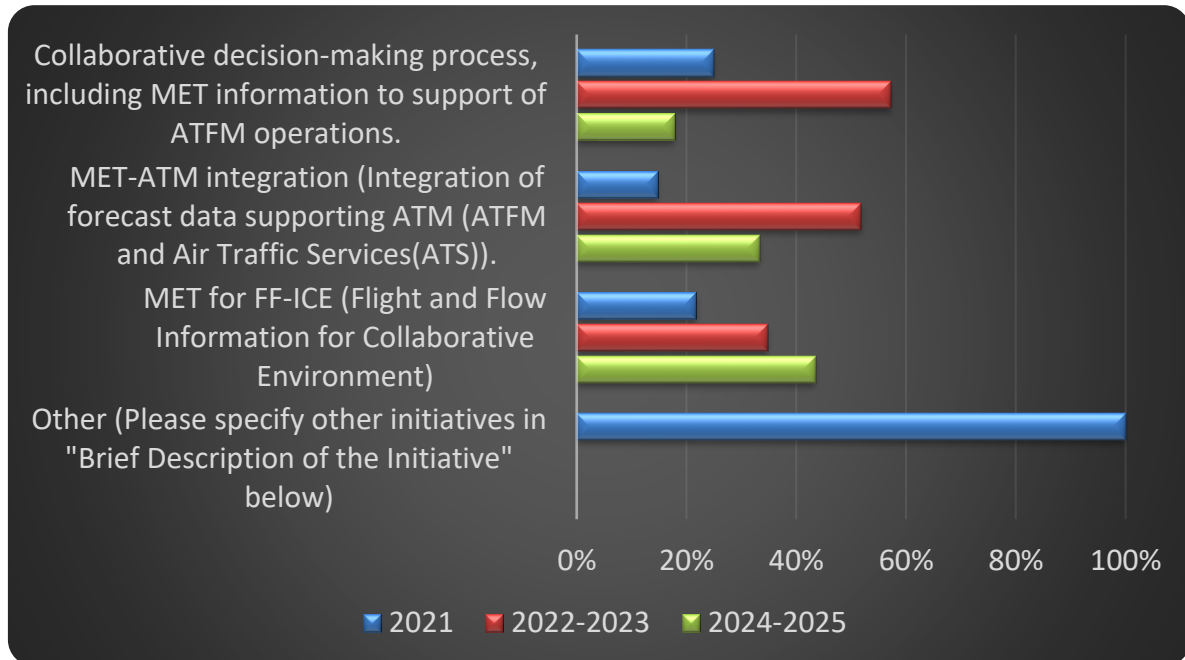 Collaborative decision-making process,
including MET information to support of
ATFM operations.
MET-ATM integration (Integration of
forecast data supporting ATM (ATFM
and Air Traffic Services(ATS)).
MET for FF-ICE (Flight and Flow
Information for Collaborative
Environment)
Other (Please specify other initiatives in
"Brief Description of the Initiative"
below)
0% 20% 40% 60% 80% 100%
2021 2022-2023 2024-2025